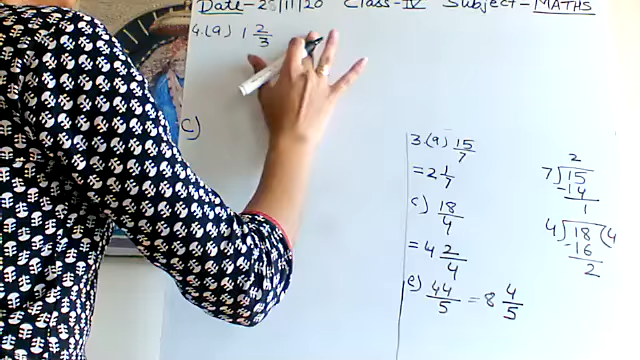 Date-28/11/20 Class-IV Subject-MATHS
4.(a) 1 2/3
c)
3.(a) 15/7
= 2 1/7
c) 18/4
= 4 2/4
e) 44/5 = 8 4/5
2
7)15
-14
1
4)18(4
-16
2